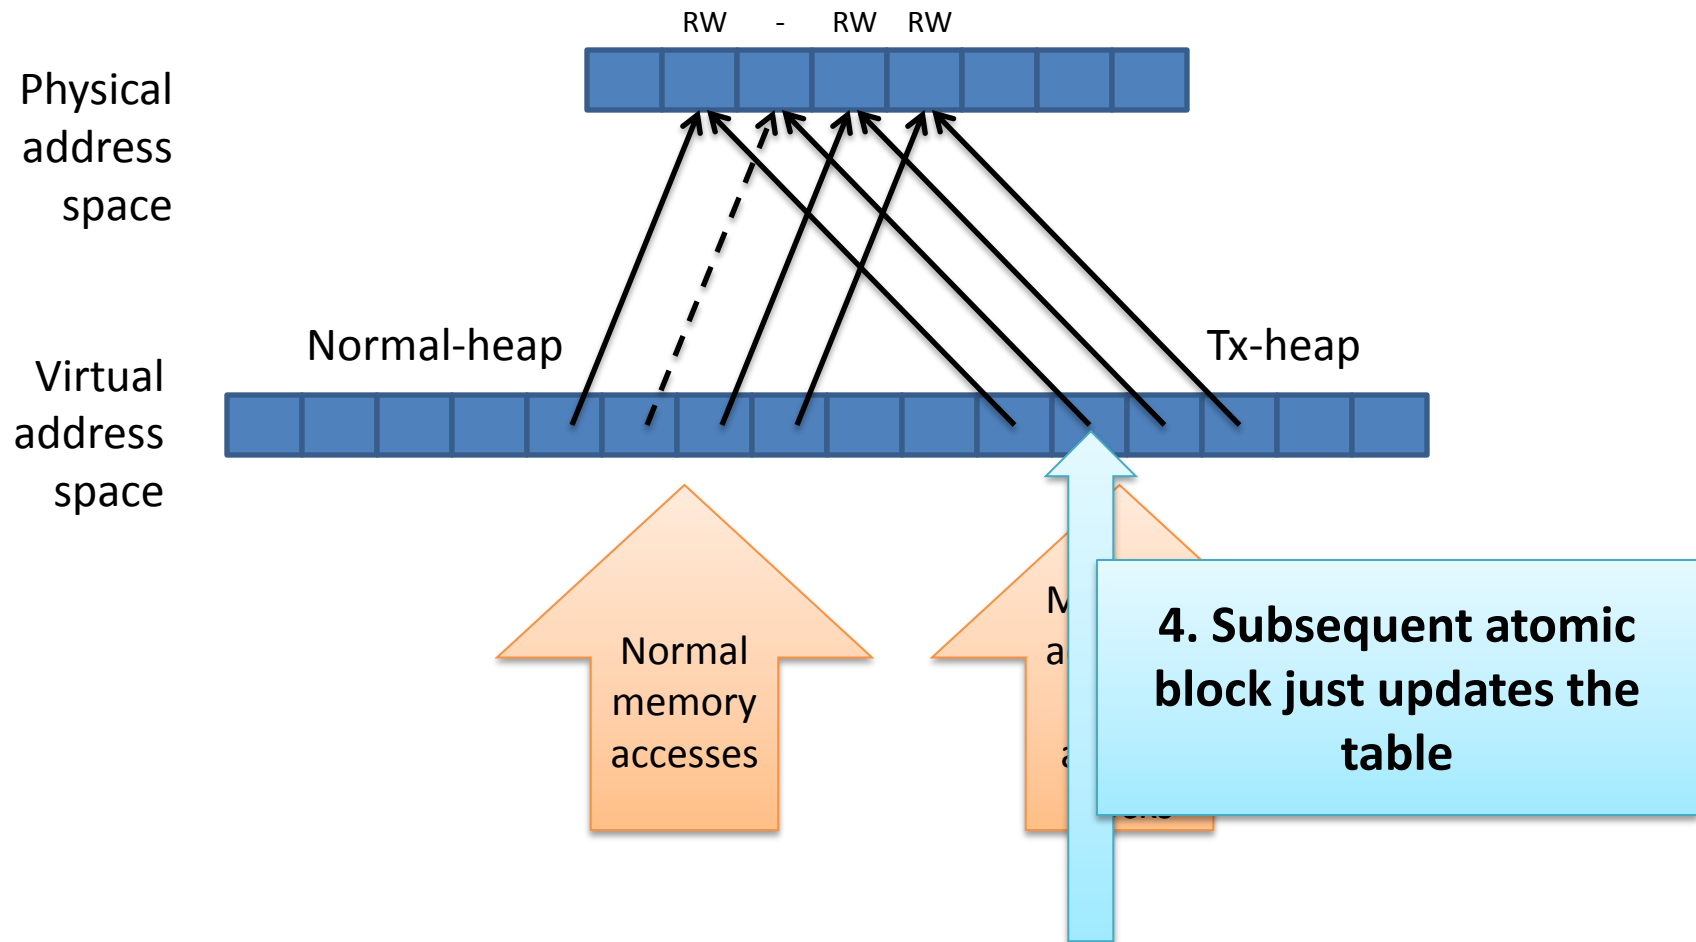 RW - RW RW
Physical
address
space
Normal-heap
Tx-heap
Virtual
address
space
Normal
memory
accesses
4. Subsequent atomic
block just updates the
table